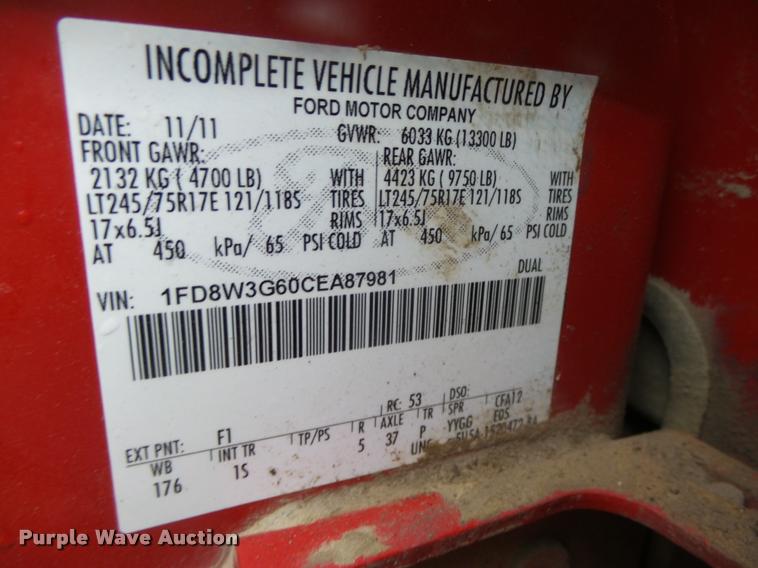 INCOMPLETE VEHICLE MANUFACTURED BY
FORD MOTOR COMPANY
DATE: 11/11 GVWR: 6033 KG (13300 LB)
FRONT GAWR: REAR GAWR:
2132 KG ( 4700 LB) WITH 4423 KG ( 9750 LB) WITH
LT245/75R17E 121/118S TIRES LT245/75R17E 121/118S TIRES
17x6.5J RIMS 17x6.5J RIMS
AT 450 kPa/ 65 PSI COLD AT 450 kPa/ 65 PSI COLD
VIN: 1FD8W3G60CEA87981 DUAL
EXT PNT: F1 RC: 53 DSO:
WB INT TR TP/PS R AXLE TR SPR CFA12
176 1S 5 37 P YYGG EOS
Purple Wave Auction